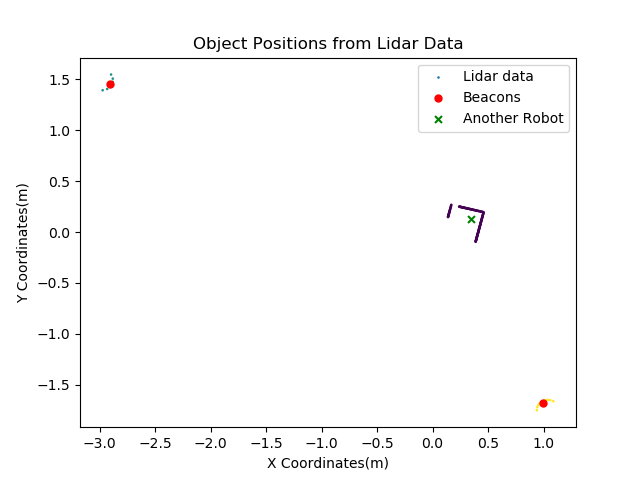 Object Positions from Lidar Data
Lidar data
Beacons
Another Robot
Y Coordinates(m)
1.5
1.0
0.5
0.0
−0.5
−1.0
−1.5
−3.0 −2.5 −2.0 −1.5 −1.0 −0.5 0.0 0.5 1.0
X Coordinates(m)